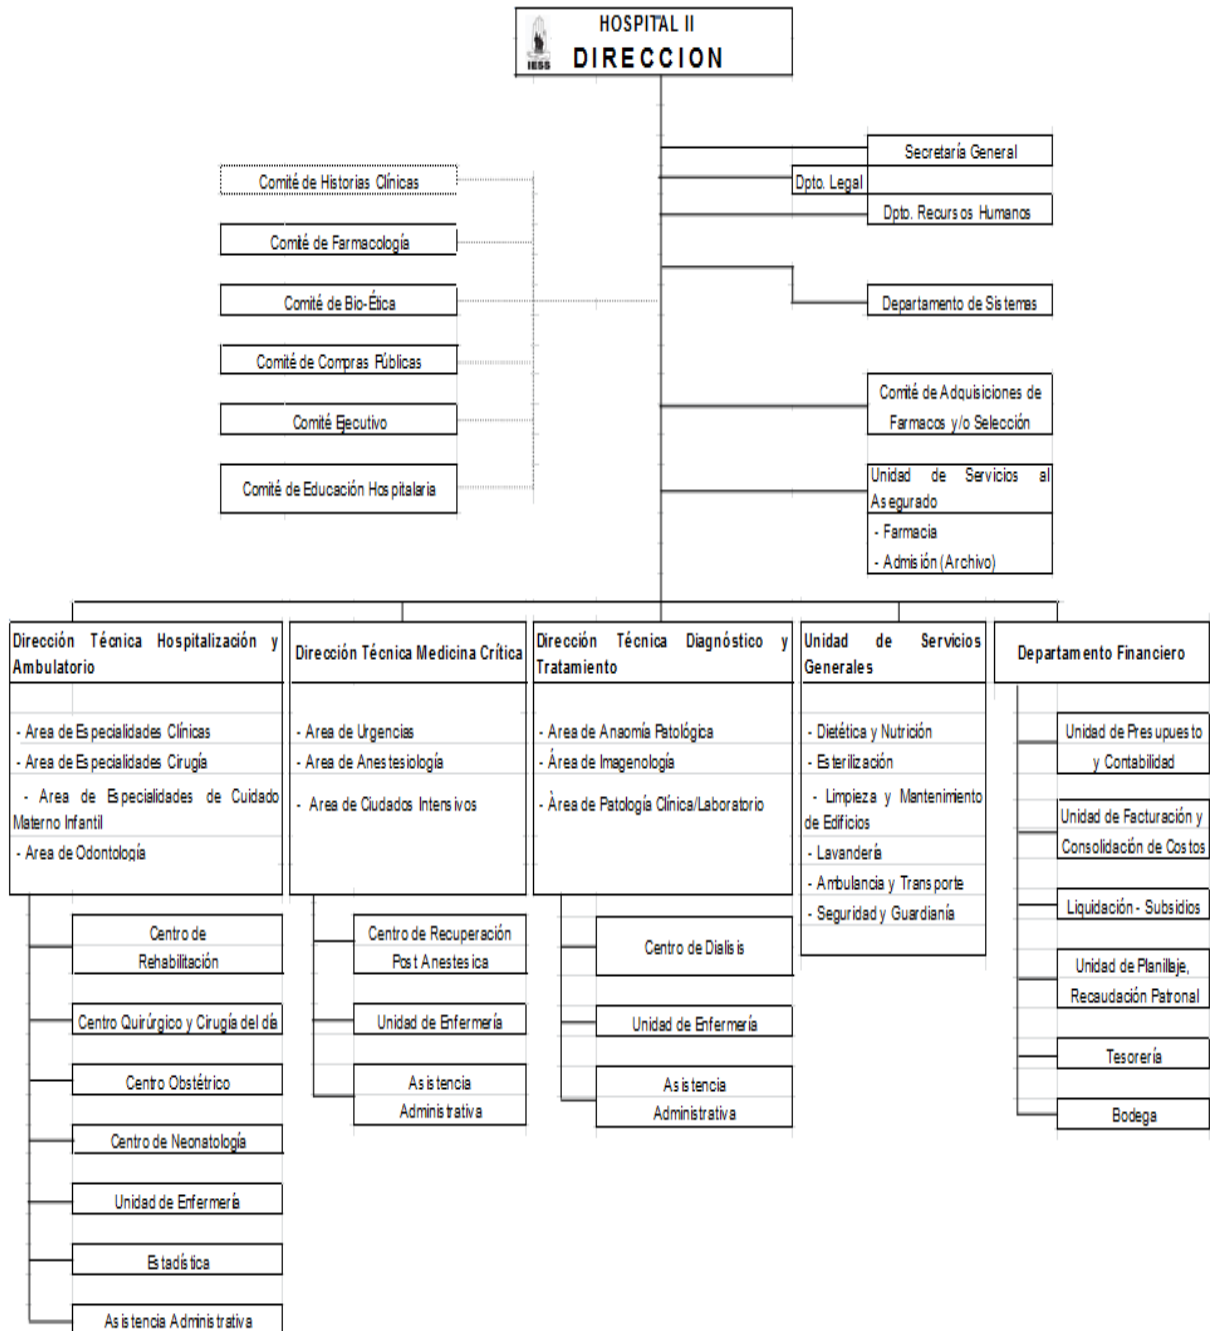 HOSPITAL II
IESS
DIRECCION
Secretaría General
Dpto. Legal
Dpto. Recursos Humanos
Departamento de Sistemas
Comité de Adquisiciones de
Farmacos y/o Selección
Unidad de Servicios al
Asegurado
- Farmacia
- Admisión (Archivo)
Comité de Historias Clínicas
Comité de Farmacología
Comité de Bio-Ética
Comité de Compras Públicas
Comité Ejecutivo
Comité de Educación Hospitalaria
Dirección Técnica Hospitalización y
Ambulatorio
- Area de Especialidades Clínicas
- Area de Especialidades Cirugía
- Area de Especialidades de Cuidado
Materno Infantil
- Area de Odontología
Centro de
Rehabilitación
Centro Quirúrgico y Cirugía del día
Centro Obstétrico
Centro de Neonatología
Unidad de Enfermería
Estadística
Asistencia Administrativa
Dirección Técnica Medicina Crítica
- Area de Urgencias
- Area de Anestesiología
- Area de Ciudados Intensivos
Centro de Recuperación
Post Anestesica
Unidad de Enfermería
Asistencia
Administrativa
Dirección Técnica Diagnóstico y
Tratamiento
- Area de Anaomía Patológica
- Área de Imagenología
- Àrea de Patología Clínica/Laboratorio
Centro de Dialisis
Unidad de Enfermería
Asistencia
Administrativa
Unidad de Servicios
Generales
- Dietética y Nutrición
- Esterilización
- Limpieza y Mantenimiento
de Edificios
- Lavandería
- Ambulancia y Transporte
- Seguridad y Guardianía
Departamento Financiero
Unidad de Presupuesto
y Contabilidad
Unidad de Facturación y
Consolidación de Costos
Liquidación - Subsidios
Unidad de Planillaje,
Recaudación Patronal
Tesorería
Bodega